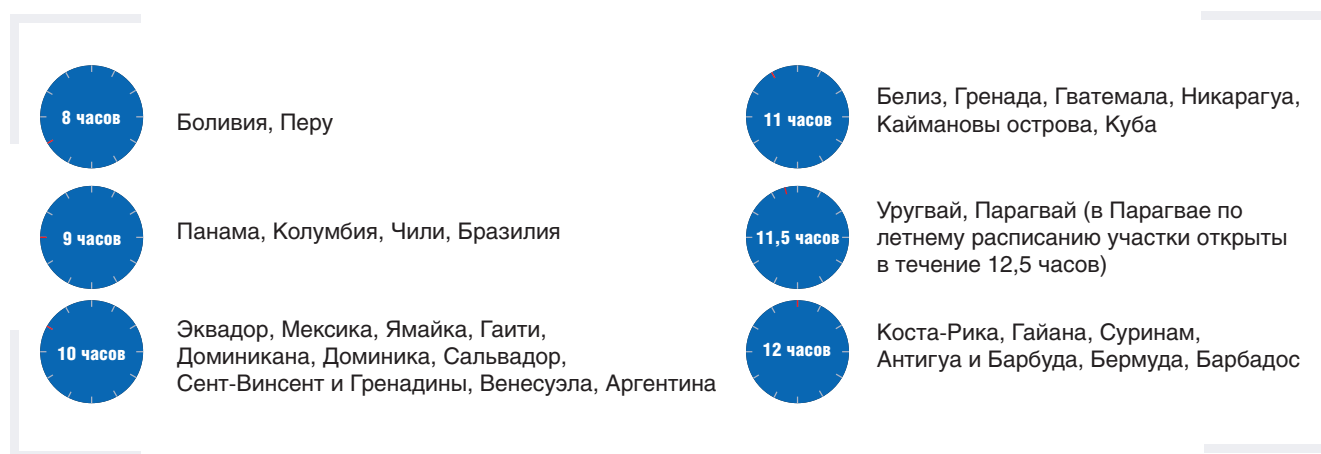 8 часов
Боливия, Перу
9 часов
Панама, Колумбия, Чили, Бразилия
10 часов
Эквадор, Мексика, Ямайка, Гаити,
Доминикана, Доминика, Сальвадор,
Сент-Винсент и Гренадины, Венесуэла, Аргентина
11 часов
Белиз, Гренада, Гватемала, Никарагуа,
Каймановы острова, Куба
11,5 часов
Уругвай, Парагвай (в Парагвае по
летнему расписанию участки открыты
в течение 12,5 часов)
12 часов
Коста-Рика, Гайана, Суринам,
Антигуа и Барбуда, Бермуда, Барбадос